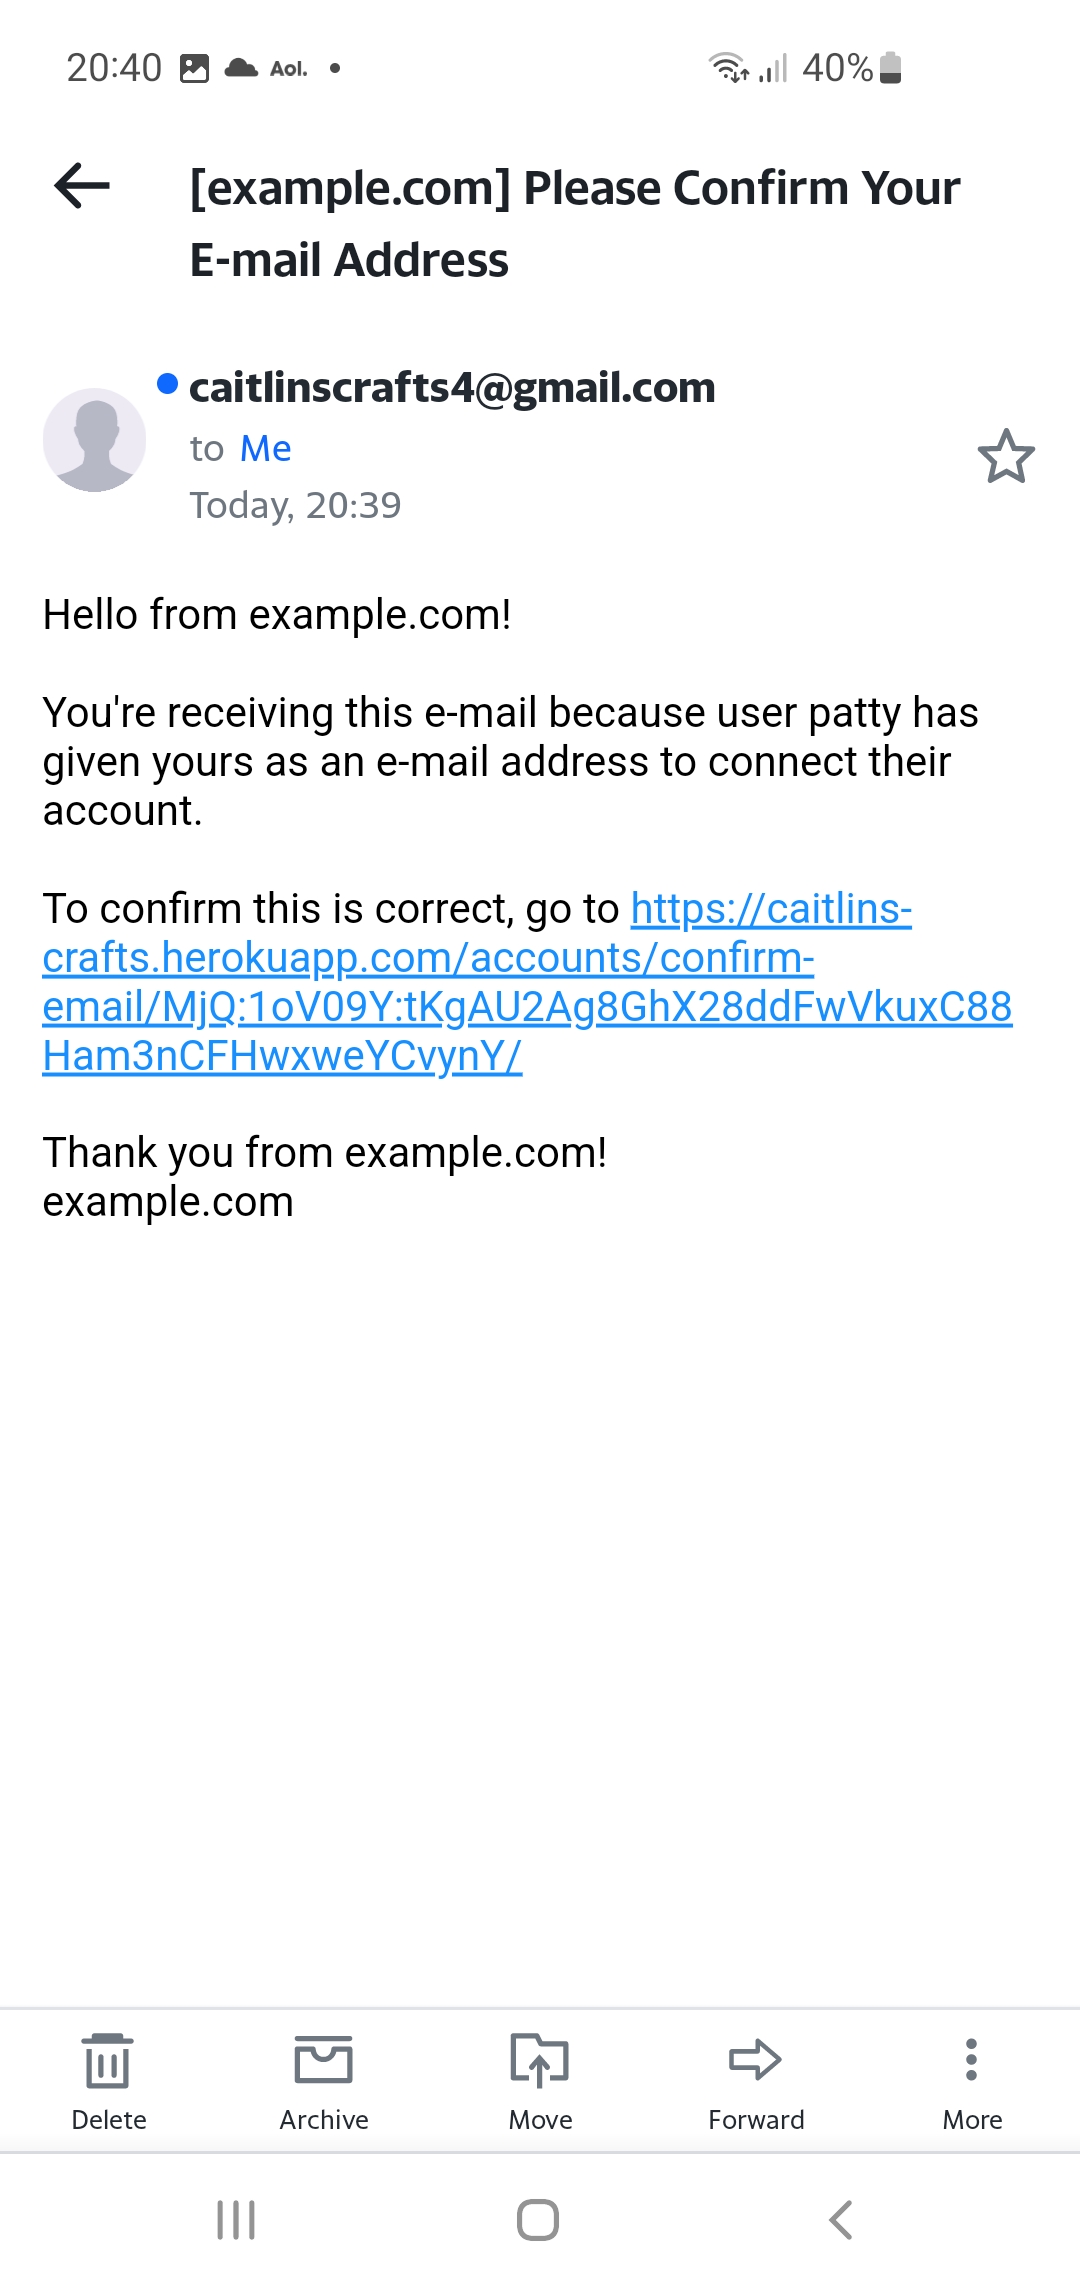 20:40 Aol. 40%
[example.com] Please Confirm Your
E-mail Address
caitlinscrafts4@gmail.com
to Me
Today, 20:39
Hello from example.com!
You're receiving this e-mail because user patty has
given yours as an e-mail address to connect their
account.
To confirm this is correct, go to https://caitlins-
crafts.herokuapp.com/accounts/confirm-
email/MjQ:1oV09Y:tKgAU2Ag8GhX28ddFwVkuxC88
Ham3nCFHwxweYCvynY/
Thank you from example.com!
example.com
Delete Archive Move Forward More